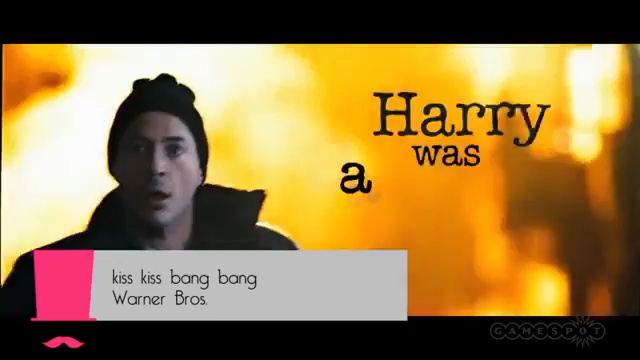 Harry
was
a
kiss kiss bang bang
Warner Bros.
GAMESPOT